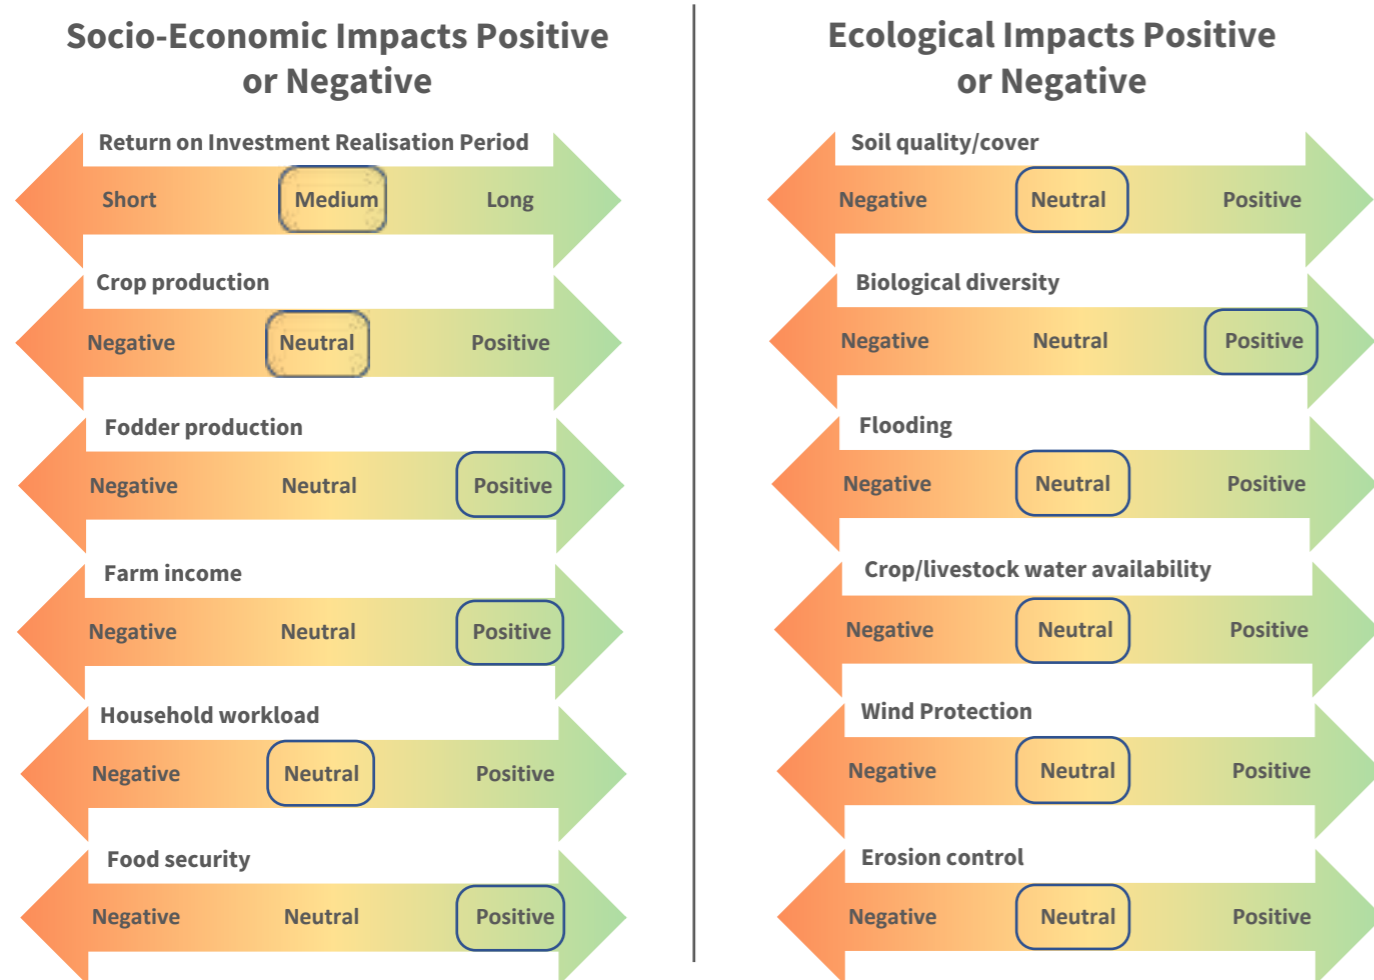 Socio-Economic Impacts Positive
or Negative
Return on Investment Realisation Period
Short Medium Long
Crop production
Negative Neutral Positive
Fodder production
Negative Neutral Positive
Farm income
Negative Neutral Positive
Household workload
Negative Neutral Positive
Food security
Negative Neutral Positive
Ecological Impacts Positive
or Negative
Soil quality/cover
Negative Neutral Positive
Biological diversity
Negative Neutral Positive
Flooding
Negative Neutral Positive
Crop/livestock water availability
Negative Neutral Positive
Wind Protection
Negative Neutral Positive
Erosion control
Negative Neutral Positive